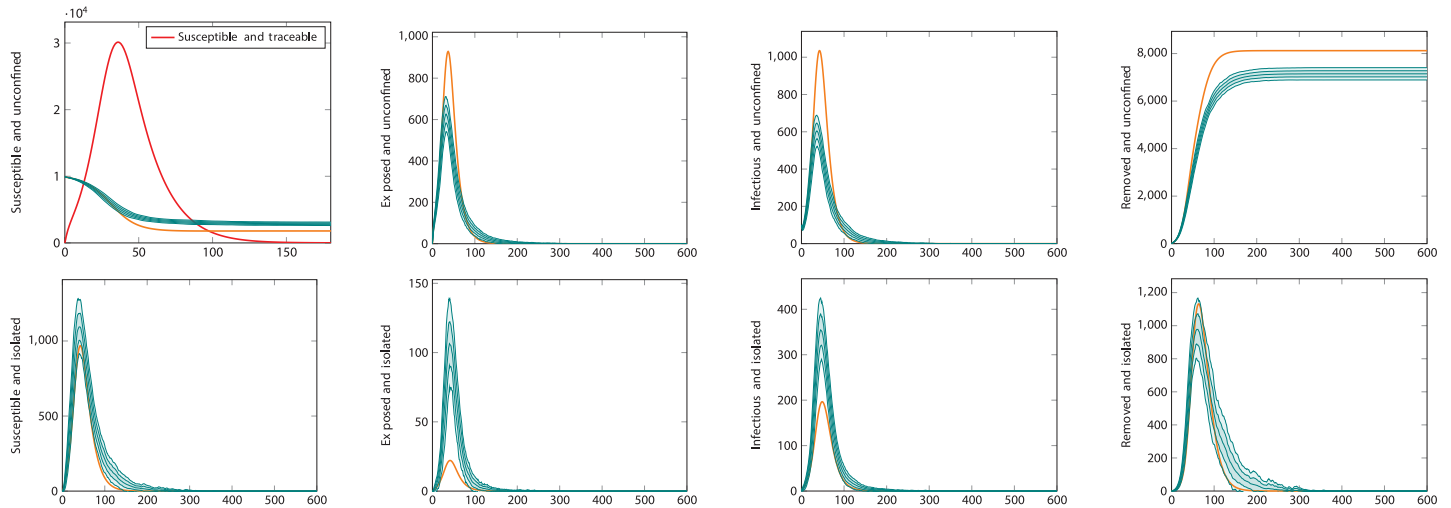 ·10⁴
Susceptible and unconfined
3
2
1
0
0 50 100 150
Susceptible and traceable
Exposed and unconfined
1,000
800
600
400
200
0
0 100 200 300 400 500 600
Infectious and unconfined
1,000
800
600
400
200
0
0 100 200 300 400 500 600
Removed and unconfined
8,000
6,000
4,000
2,000
0
0 100 200 300 400 500 600
Susceptible and isolated
1,000
500
0
0 100 200 300 400 500 600
Exposed and isolated
150
100
50
0
0 100 200 300 400 500 600
Infectious and isolated
400
300
200
100
0
0 100 200 300 400 500 600
Removed and isolated
1,200
1,000
800
600
400
200
0
0 100 200 300 400 500 600